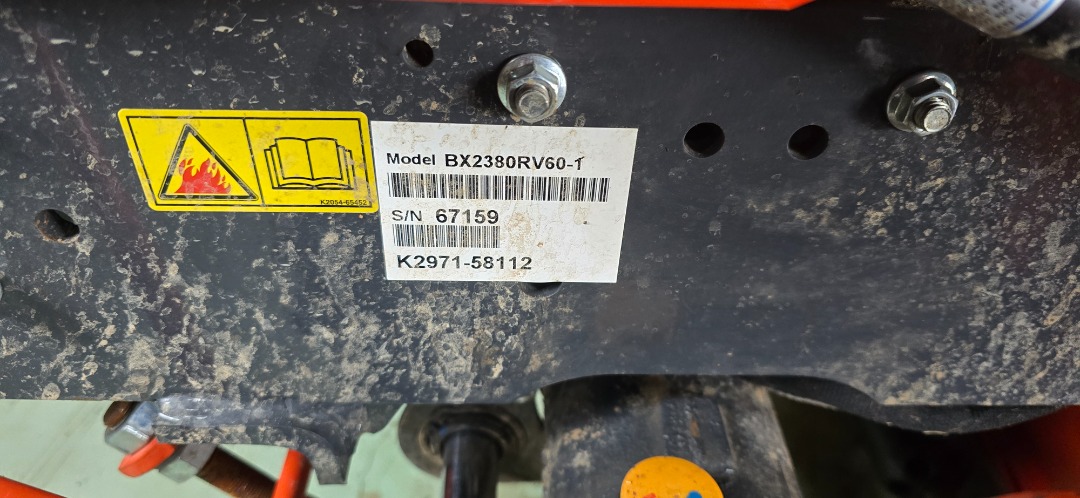 Model BX2380RV60-1
S/N 67159
K2971-58112
K2054-65452